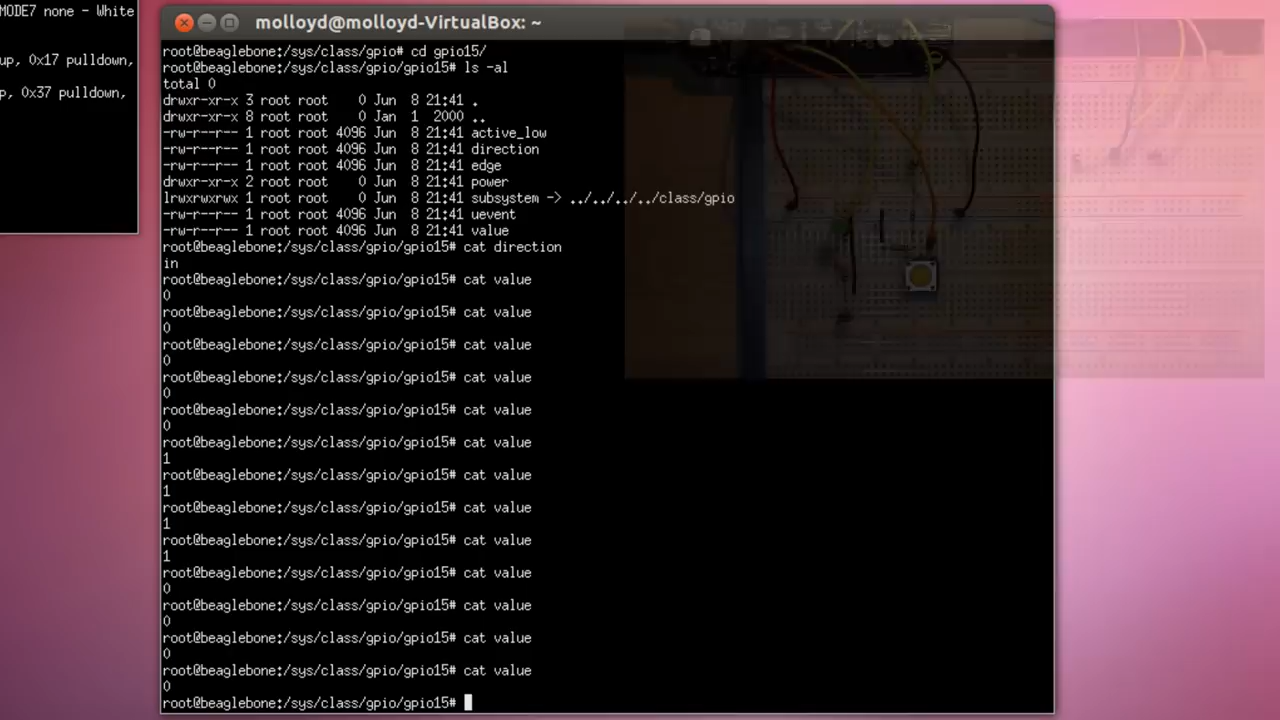 MODE7 none - White
up, 0x17 pulldown,
p, 0x37 pulldown,
molloyd@molloyd-VirtualBox: ~
root@beaglebone:/sys/class/gpio# cd gpio15/
root@beaglebone:/sys/class/gpio/gpio15# ls -al
total 0
drwxr-xr-x 3 root root    0 Jun  8 21:41 .
drwxr-xr-x 8 root root    0 Jan  1  2000 ..
-rw-r--r-- 1 root root 4096 Jun  8 21:41 active_low
-rw-r--r-- 1 root root 4096 Jun  8 21:41 direction
-rw-r--r-- 1 root root 4096 Jun  8 21:41 edge
drwxr-xr-x 2 root root    0 Jun  8 21:41 power
lrwxrwxrwx 1 root root    0 Jun  8 21:41 subsystem -> ../../../../class/gpio
-rw-r--r-- 1 root root 4096 Jun  8 21:41 uevent
-rw-r--r-- 1 root root 4096 Jun  8 21:41 value
root@beaglebone:/sys/class/gpio/gpio15# cat direction
in
root@beaglebone:/sys/class/gpio/gpio15# cat value
0
root@beaglebone:/sys/class/gpio/gpio15# cat value
0
root@beaglebone:/sys/class/gpio/gpio15# cat value
0
root@beaglebone:/sys/class/gpio/gpio15# cat value
0
root@beaglebone:/sys/class/gpio/gpio15# cat value
0
root@beaglebone:/sys/class/gpio/gpio15# cat value
1
root@beaglebone:/sys/class/gpio/gpio15# cat value
1
root@beaglebone:/sys/class/gpio/gpio15# cat value
1
root@beaglebone:/sys/class/gpio/gpio15# cat value
1
root@beaglebone:/sys/class/gpio/gpio15# cat value
0
root@beaglebone:/sys/class/gpio/gpio15# cat value
0
root@beaglebone:/sys/class/gpio/gpio15# cat value
0
root@beaglebone:/sys/class/gpio/gpio15# cat value
0
root@beaglebone:/sys/class/gpio/gpio15#